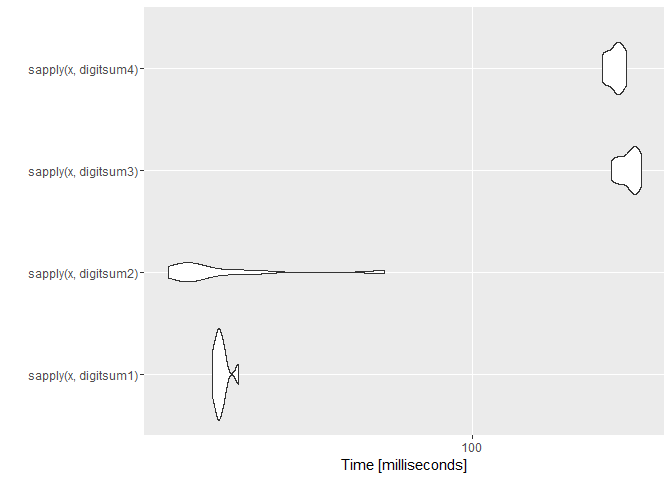 sapply(x, digitsum4)
sapply(x, digitsum3)
sapply(x, digitsum2)
sapply(x, digitsum1)
100
Time [milliseconds]